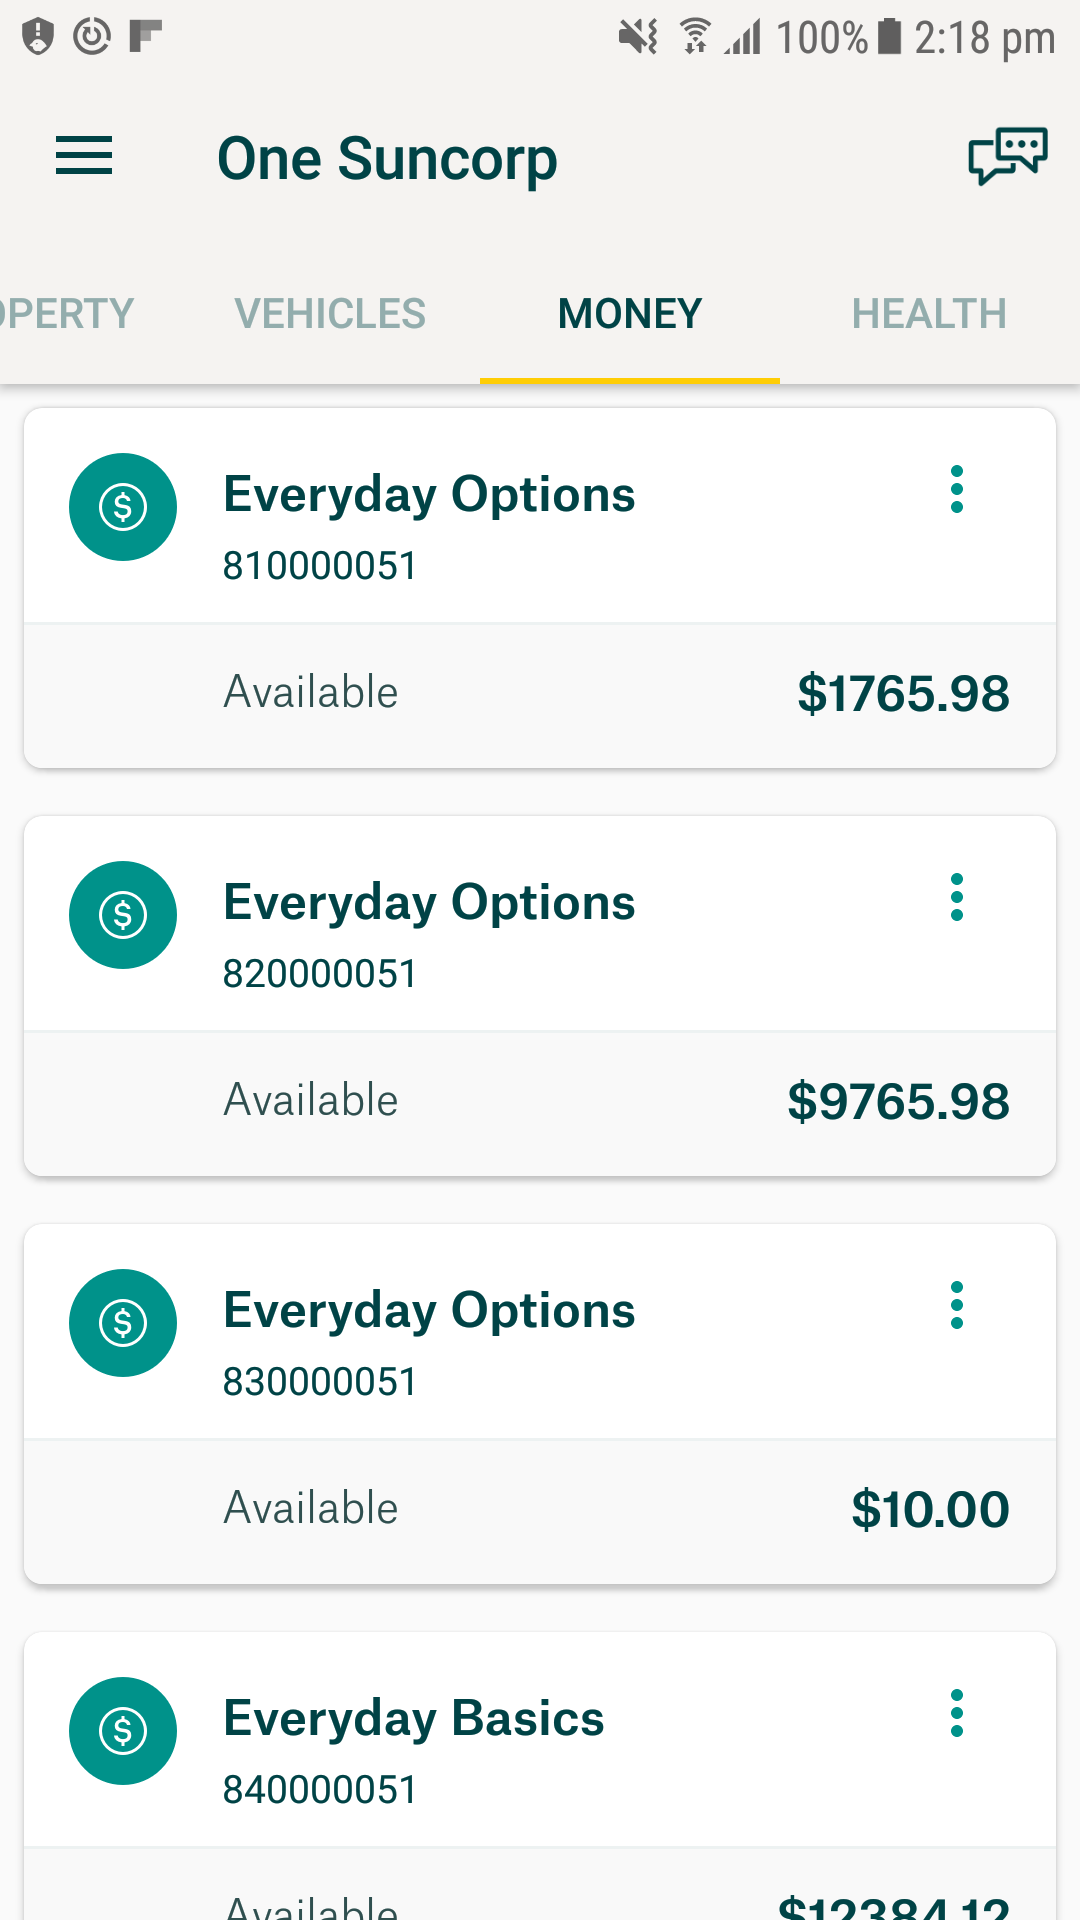 100% 2:18 pm
One Suncorp
VEHICLES MONEY HEALTH
Everyday Options
810000051
Available $1765.98
Everyday Options
820000051
Available $9765.98
Everyday Options
830000051
Available $10.00
Everyday Basics
840000051
Available $12384.12